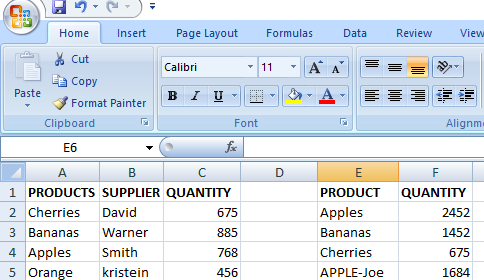 Home Insert Page Layout Formulas Data Review View
Cut
Calibri 11 A A
Copy
Paste
Format Painter
B I U A
Clipboard Font Alignm
E6 fx
A B C D E F
1 PRODUCTS SUPPLIER QUANTITY PRODUCT QUANTITY
2 Cherries David 675 Apples 2452
3 Bananas Warner 885 Bananas 1452
4 Apples Smith 768 Cherries 675
5 Orange kristein 456 APPLE-Joe 1684